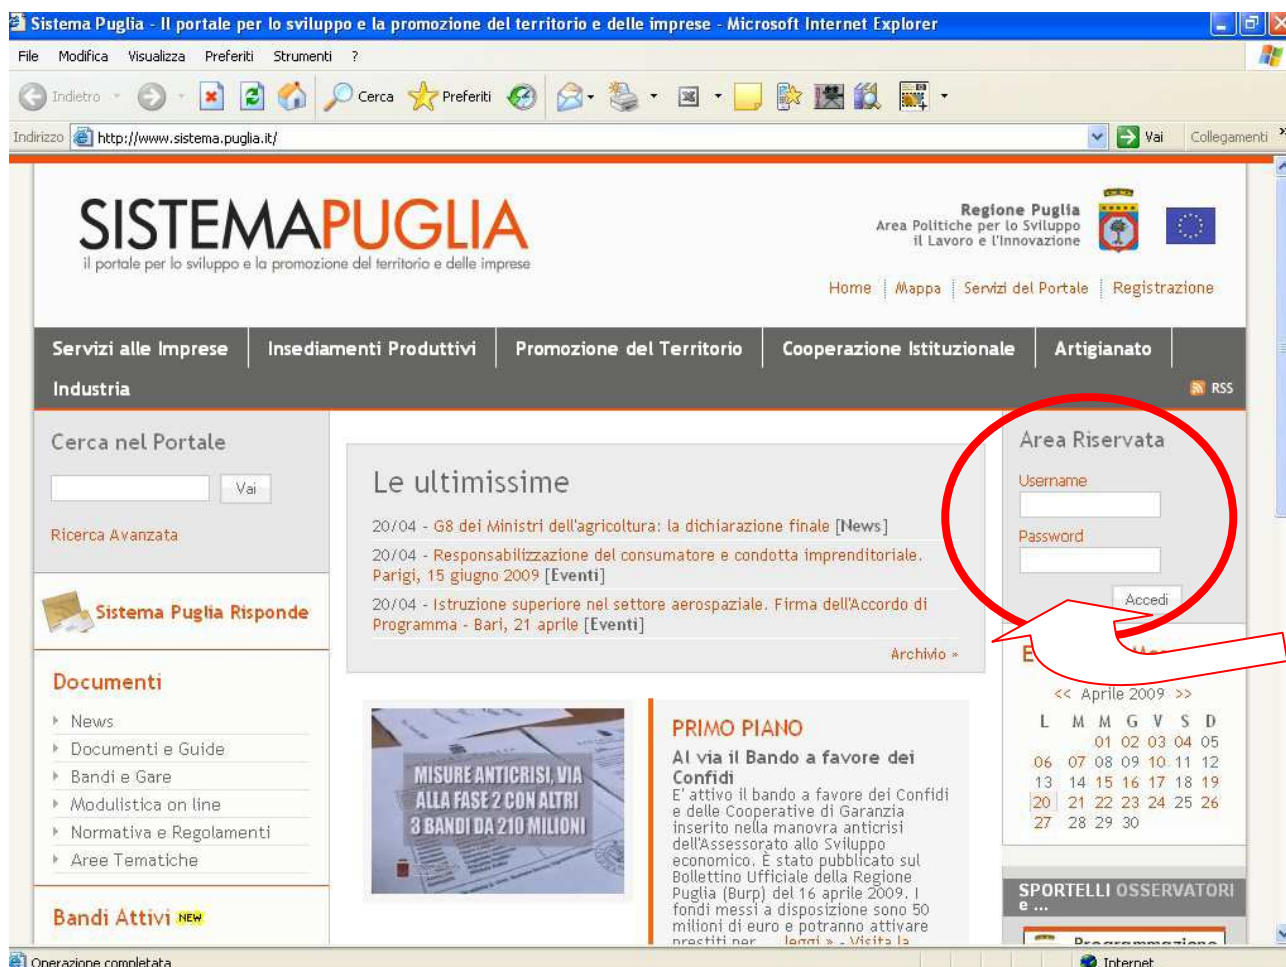 Sistema Puglia - Il portale per lo sviluppo e la promozione del territorio e delle imprese - Microsoft Internet Explorer
File Modifica Visualizza Preferiti Strumenti ?
Indietro Cerca Preferiti
Indirizzo http://www.sistema.puglia.it/ Vai Collegamenti »
SISTEMAPUGLIA
il portale per lo sviluppo e la promozione del territorio e delle imprese
Regione Puglia
Area Politiche per lo Sviluppo
il Lavoro e l'Innovazione
Home Mappa Servizi del Portale Registrazione
Servizi alle Imprese Insediamenti Produttivi Promozione del Territorio Cooperazione Istituzionale Artigianato
Industria
RSS
Cerca nel Portale
Vai
Ricerca Avanzata
Sistema Puglia Risponde
Documenti
News
Documenti e Guide
Bandi e Gare
Modulistica on line
Normativa e Regolamenti
Aree Tematiche
Bandi Attivi NEW
Le ultimissime
20/04 - G8 dei Ministri dell'agricoltura: la dichiarazione finale [News]
20/04 - Responsabilizzazione del consumatore e condotta imprenditoriale.
Parigi, 15 giugno 2009 [Eventi]
20/04 - Istruzione superiore nel settore aerospaziale. Firma dell'Accordo di
Programma - Bari, 21 aprile [Eventi]
Archivio »
MISURE ANTICRISI, VIA
ALLA FASE 2 CON ALTRI
3 BANDI DA 210 MILIONI
PRIMO PIANO
Al via il Bando a favore dei
Confidi
E' attivo il bando a favore dei Confidi
e delle Cooperative di Garanzia
inserito nella manovra anticrisi
dell'Assessorato allo Sviluppo
economico. È stato pubblicato sul
Bollettino Ufficiale della Regione
Puglia (Burp) del 16 aprile 2009. I
fondi messi a disposizione sono 50
milioni di euro e potranno attivare
prestiti per ... leggi » - Visita la
Area Riservata
Username
Password
Accedi
<< Aprile 2009 >>
L M M G V S D
01 02 03 04 05
06 07 08 09 10 11 12
13 14 15 16 17 18 19
20 21 22 23 24 25 26
27 28 29 30
SPORTELLI OSSERVATORI
e ...
Programmazione
Operazione completata Internet